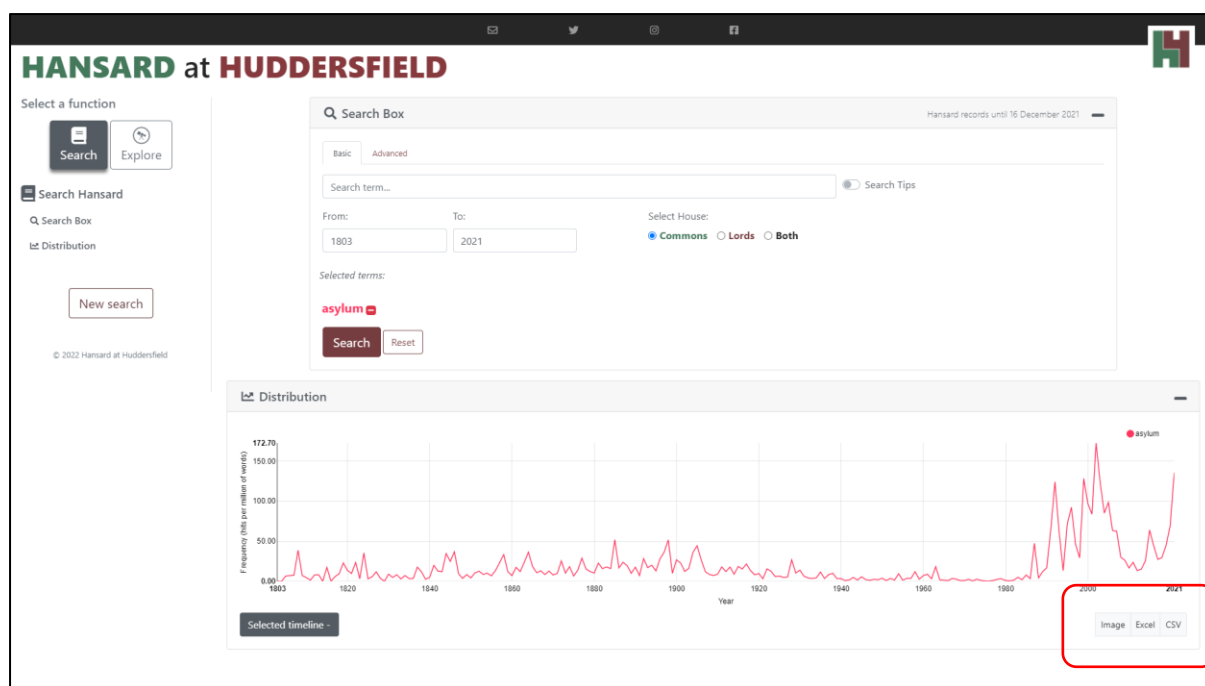 HANSARD at HUDDERSFIELD
Select a function
Search Explore
Search Hansard
Search Box
Distribution
New search
© 2022 Hansard at Huddersfield
Search Box
Hansard records until 16 December 2021
Basic Advanced
Search term...
Search Tips
From: To: Select House:
1803 2021 Commons Lords Both
Selected terms:
asylum
Search Reset
Distribution
asylum
Frequency (hits per million of words)
172.70
150.00
100.00
50.00
0.00
1803 1820 1840 1860 1880 1900 1920 1940 1960 1980 2000 2021
Year
Selected timeline -
Image Excel CSV